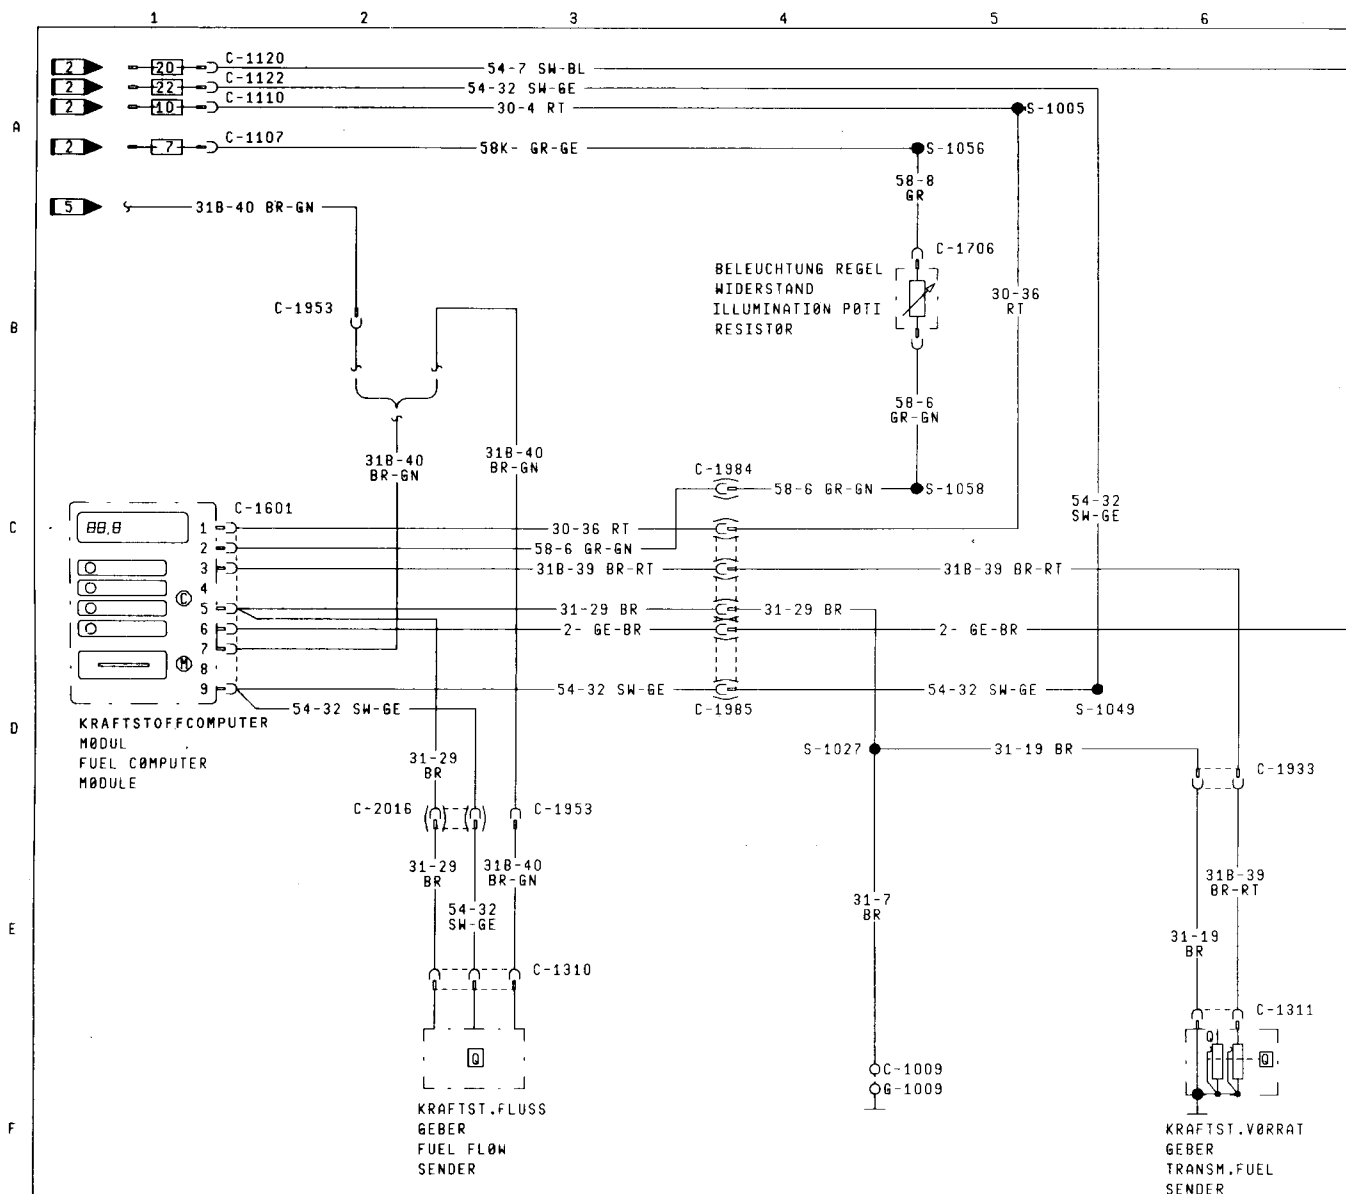 1 2 3 4 5 6
2 20 C-1120 54-7 SW-BL
2 22 C-1122 54-32 SW-GE
2 10 C-1110 30-4 RT S-1005
A
2 7 C-1107 58K- GR-GE S-1056
58-8
GR
5 31B-40 BR-GN
C-1706
BELEUCHTUNG REGEL
WIDERSTAND
ILLUMINATION POTI
RESISTOR
30-36
RT
C-1953
B
58-6
GR-GN
31B-40
BR-GN
31B-40
BR-GN
C-1984
58-6 GR-GN S-1058
54-32
SW-GE
C-1601
C
88.8
1 30-36 RT
2 58-6 GR-GN
3 31B-39 BR-RT 31B-39 BR-RT
4
C
5 31-29 BR 31-29 BR
6 2- GE-BR 2- GE-BR
7
M
8
9 54-32 SW-GE 54-32 SW-GE
54-32 SW-GE
C-1985 S-1049
D
KRAFTSTOFFCOMPUTER
MODUL
FUEL COMPUTER
MODULE
31-29
BR
S-1027 31-19 BR
C-1933
C-2016 C-1953
31-29
BR
31B-40
BR-GN
54-32
SW-GE
31-7
BR
31B-39
BR-RT
E
31-19
BR
C-1310
C-1311
Q
Q Q
C-1009
G-1009
KRAFTST.FLUSS
GEBER
FUEL FLOW
SENDER
F
KRAFTST.VORRAT
GEBER
TRANSM.FUEL
SENDER